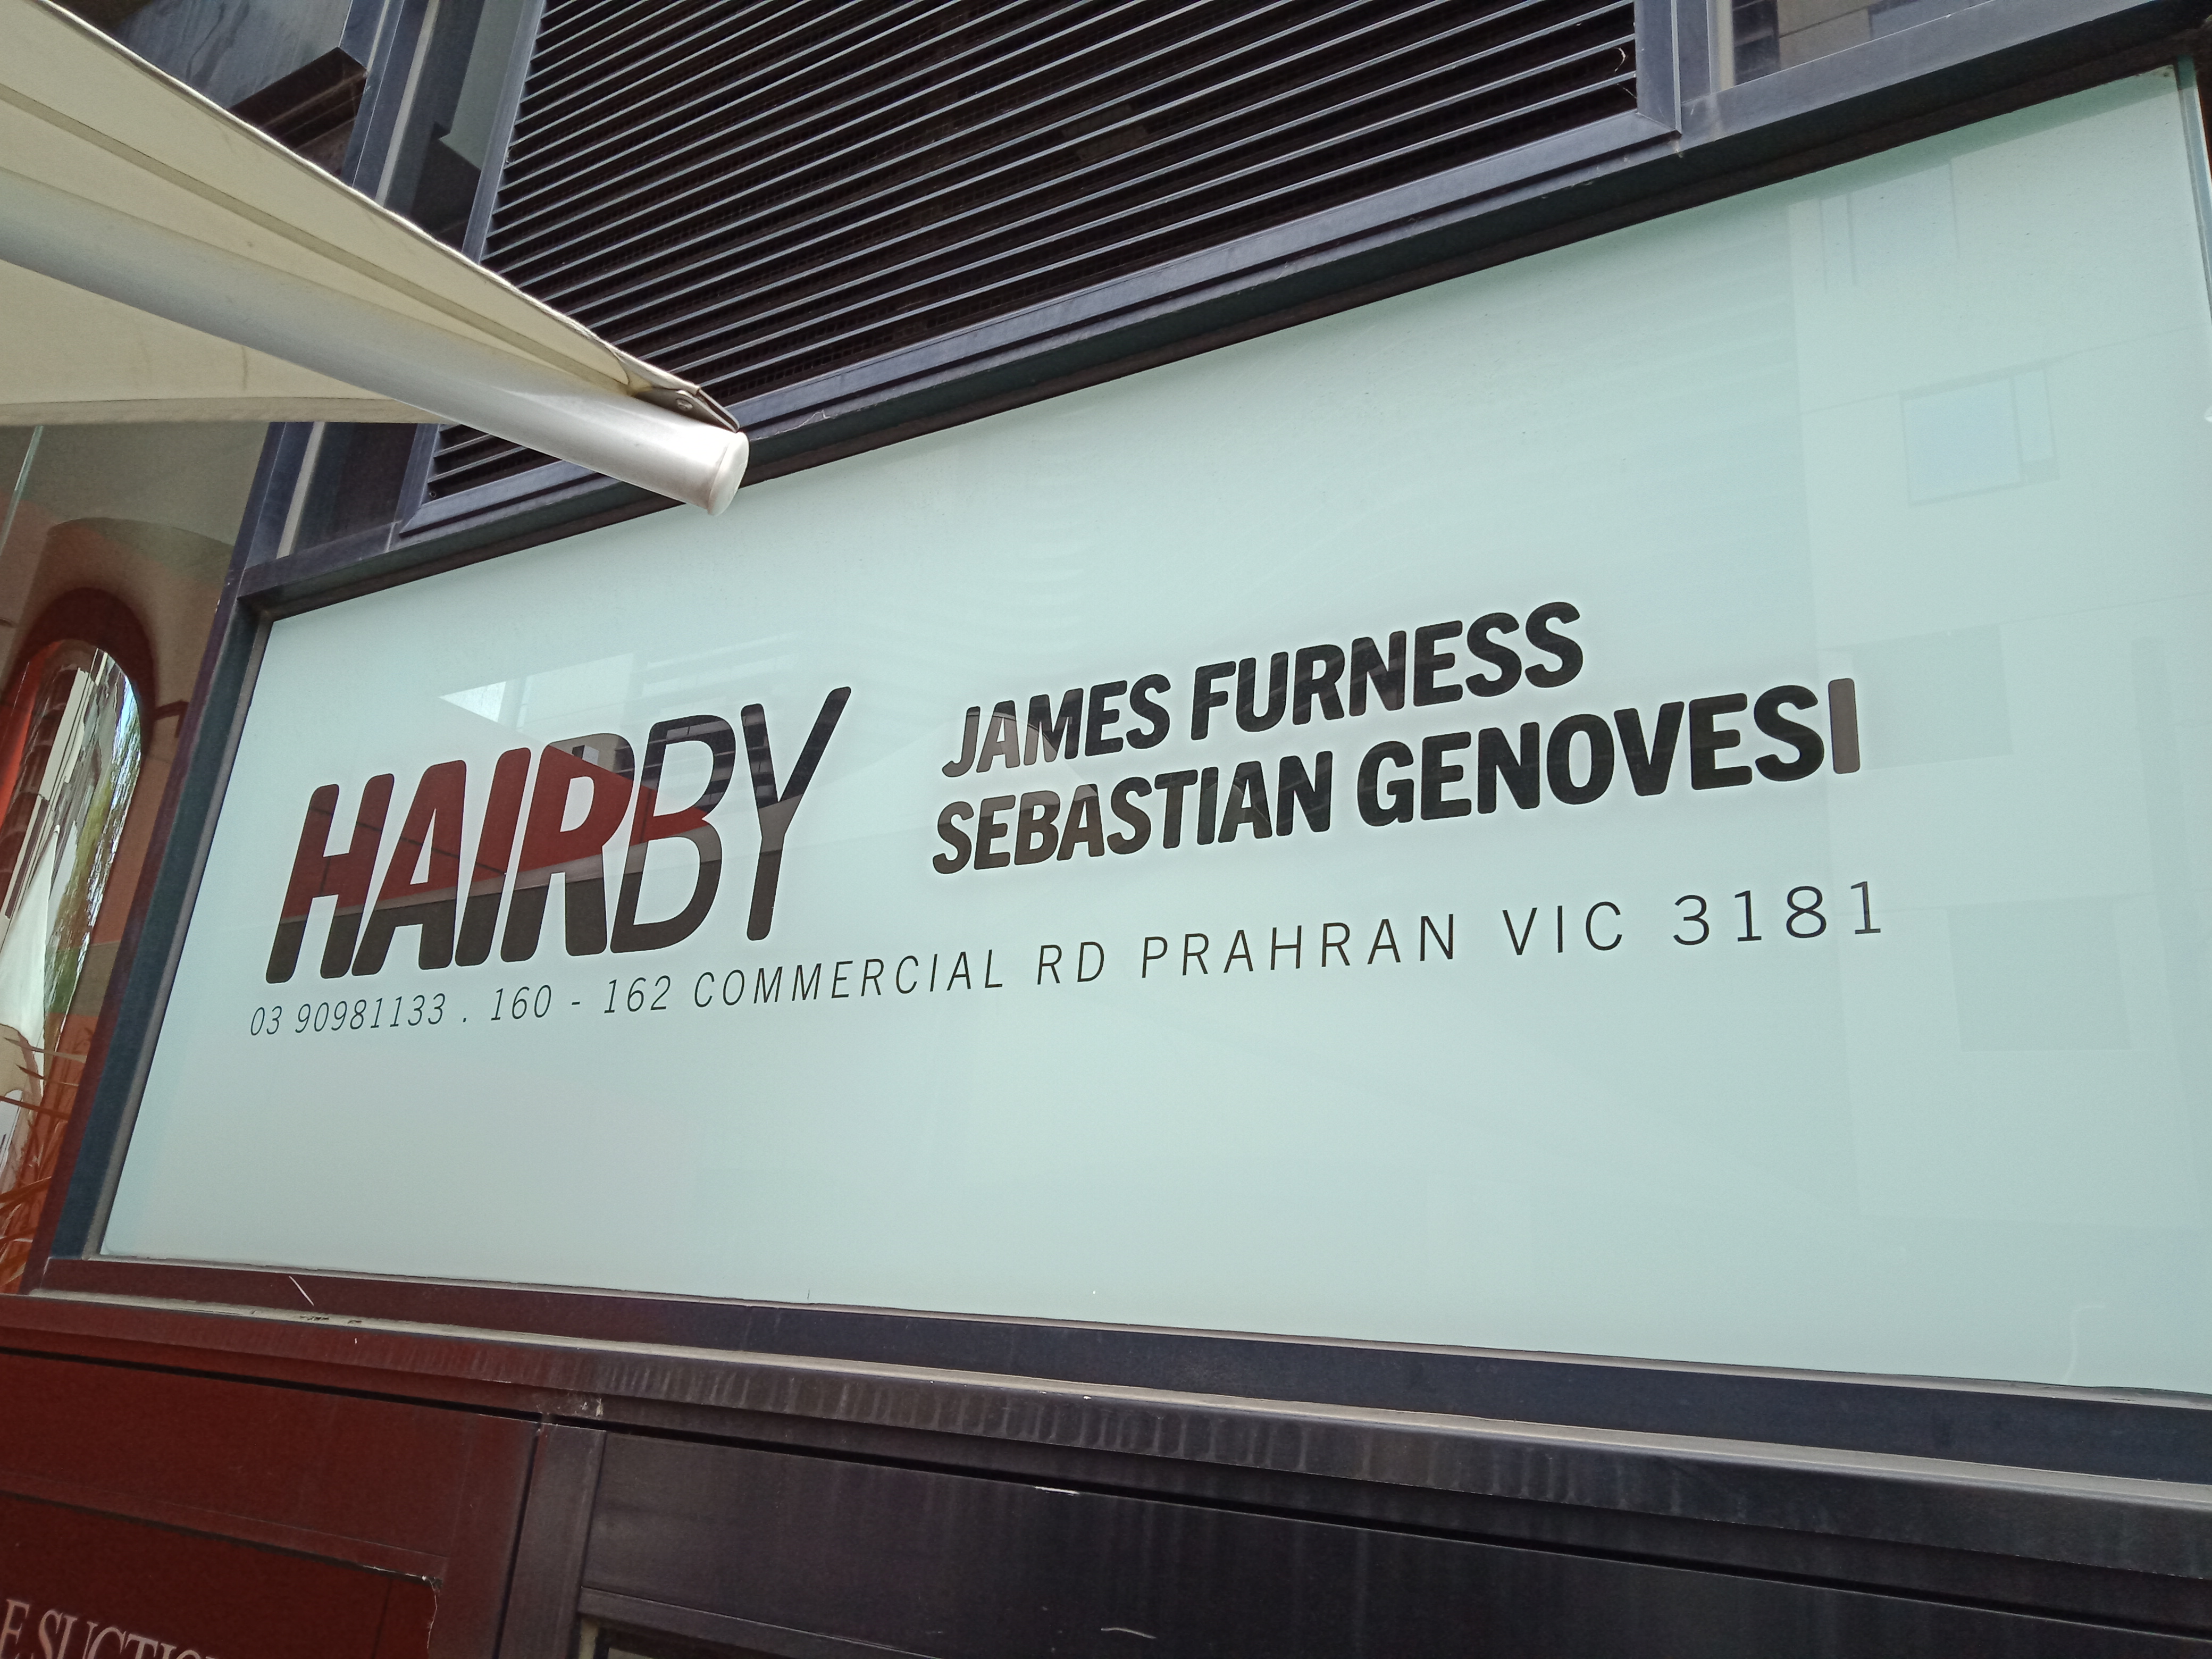 HAIRBY
JAMES FURNESS
SEBASTIAN GENOVESI
03 90981133 . 160 - 162 COMMERCIAL RD PRAHRAN VIC 3181